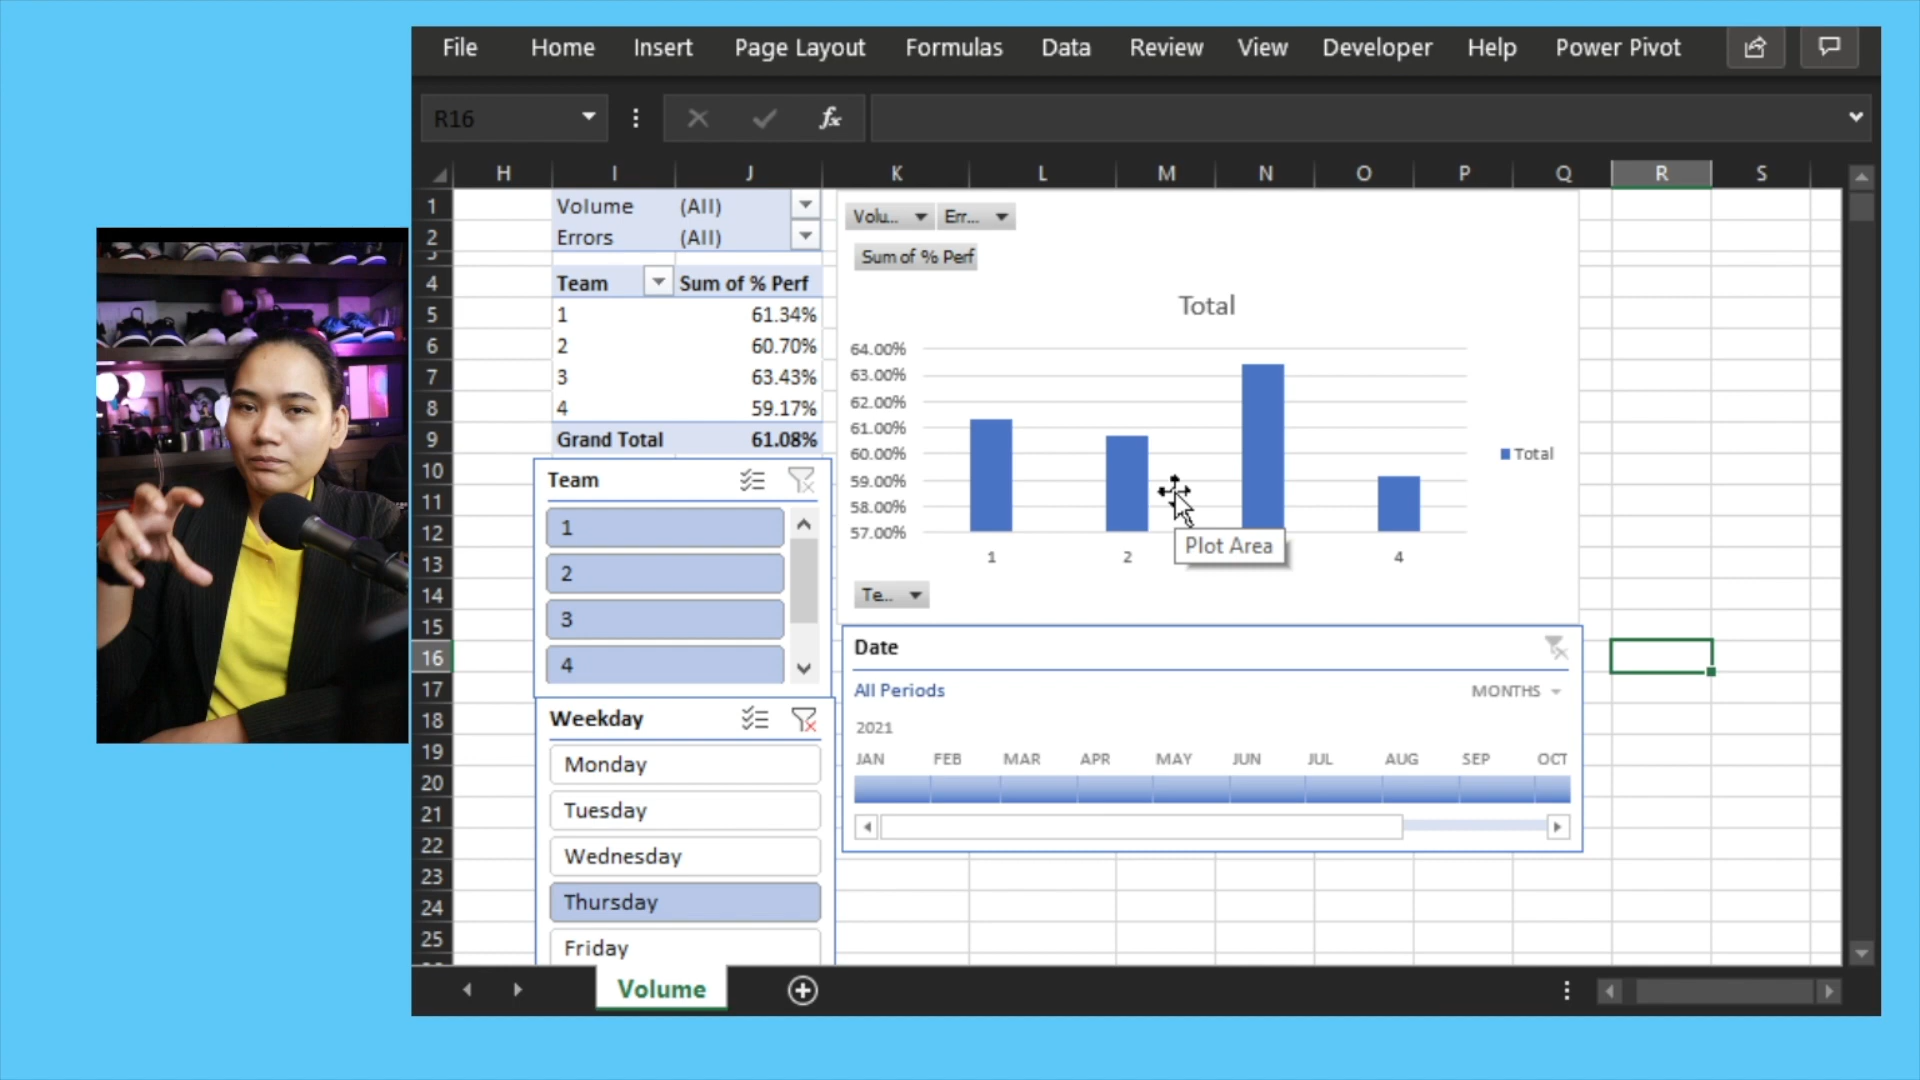 File Home Insert Page Layout Formulas Data Review View Developer Help Power Pivot
R16 fx
H I J K L M N O P Q R S
1 Volume (All)
2 Errors (All)
Volu... Err...
Sum of % Perf
4 Team Sum of % Perf
5 1 61.34%
6 2 60.70%
7 3 63.43%
8 4 59.17%
9 Grand Total 61.08%
Total
64.00%
63.00%
62.00%
61.00%
60.00%
59.00%
58.00%
57.00%
1 2 4
Plot Area
Total
Te...
10
11
12
13
14
15
16
17
18
19
20
21
22
23
24
25
Team
1
2
3
4
Weekday
Monday
Tuesday
Wednesday
Thursday
Friday
Date
All Periods MONTHS
2021
JAN FEB MAR APR MAY JUN JUL AUG SEP OCT
Volume